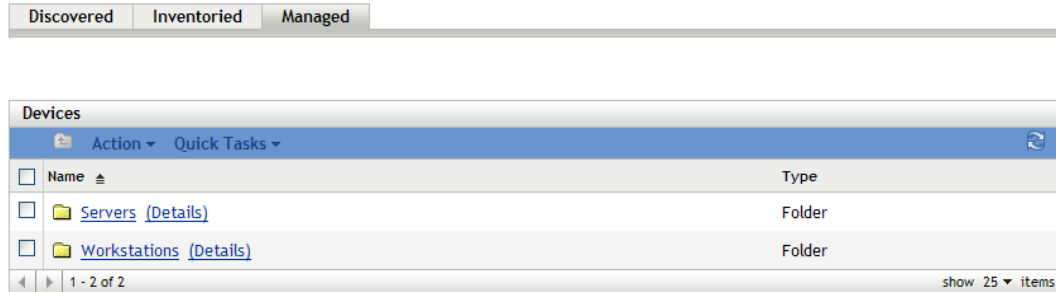 Discovered Inventoried Managed
Devices
Action Quick Tasks
Name Type
Servers (Details) Folder
Workstations (Details) Folder
1 - 2 of 2 show 25 items